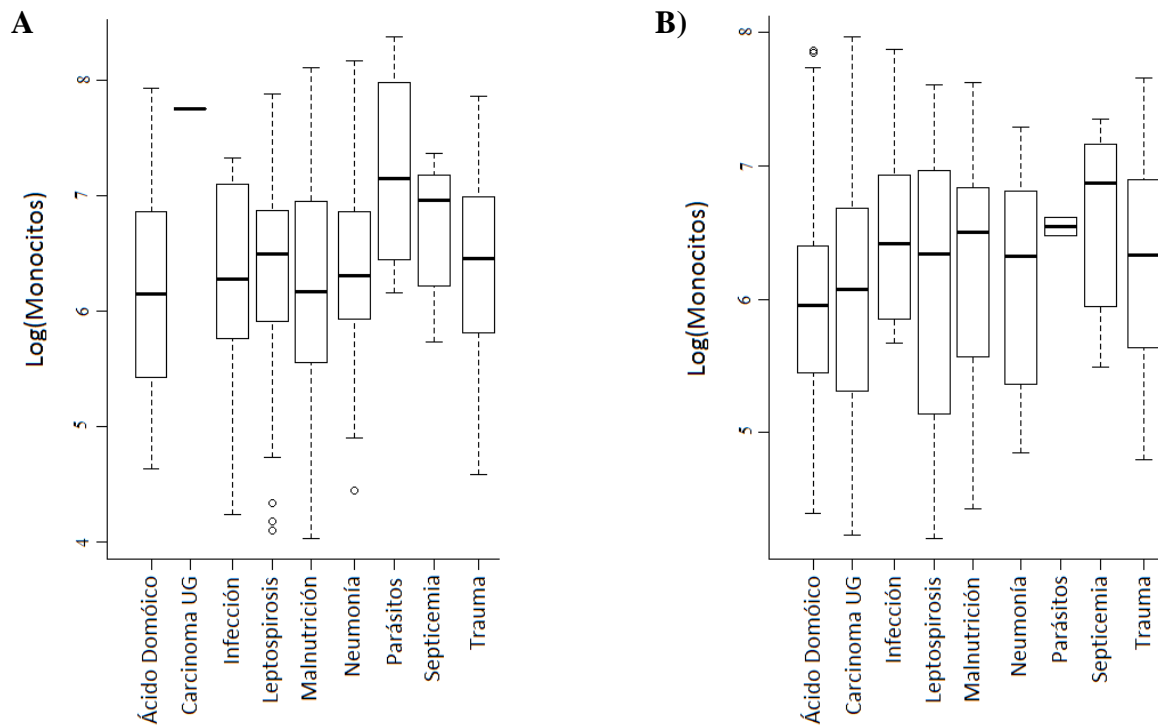 A
B)
Log(Monocitos)
8
7
6
5
4
Ácido Domóico
Carcinoma UG
Infección
Leptospirosis
Malnutrición
Neumonía
Parásitos
Septicemia
Trauma
Log(Monocitos)
8
7
6
5
Ácido Domóico
Carcinoma UG
Infección
Leptospirosis
Malnutrición
Neumonía
Parásitos
Septicemia
Trauma